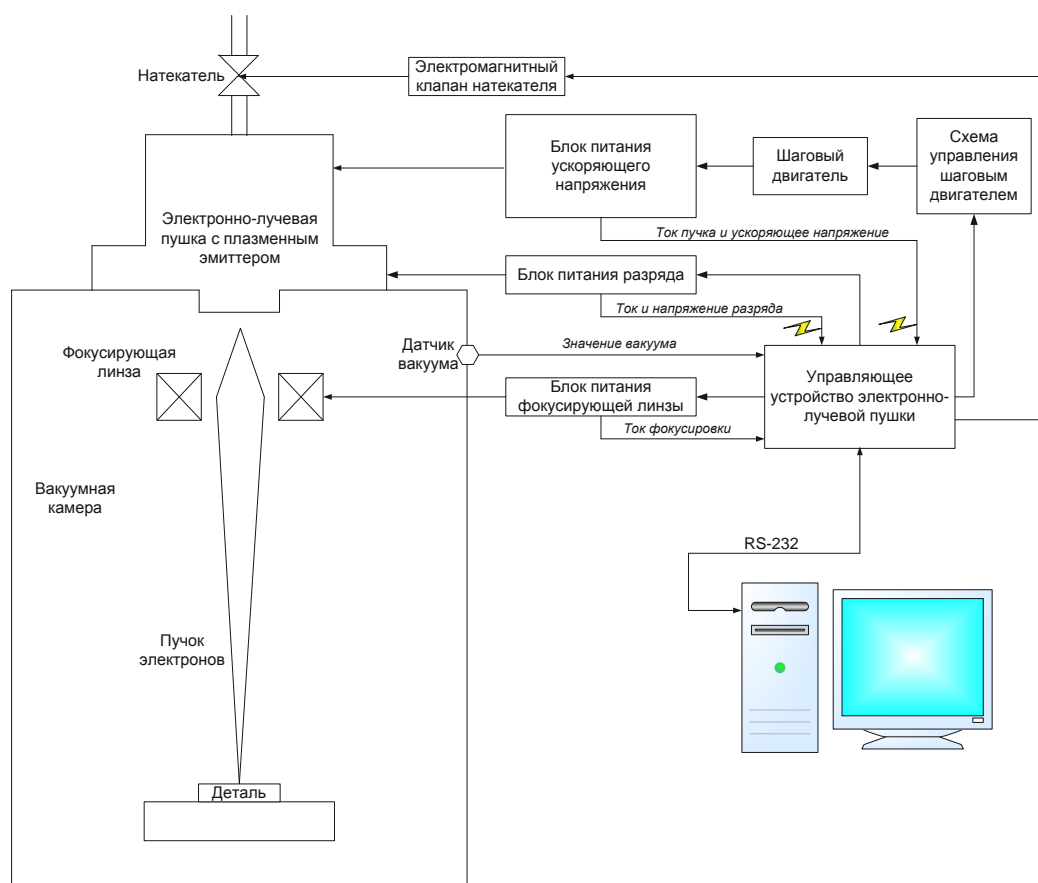 Натекатель
Электромагнитный
клапан натекателя
Блок питания
ускоряющего
напряжения
Шаговый
двигатель
Схема
управления
шаговым
двигателем
Электронно-лучевая
пушка с плазменным
эмиттером
Ток пучка и ускоряющее напряжение
Блок питания разряда
Ток и напряжение разряда
Датчик
вакуума
Значение вакуума
Фокусирующая
линза
Блок питания
фокусирующей линзы
Ток фокусировки
Управляющее
устройство электронно-
лучевой пушки
Вакуумная
камера
RS-232
Пучок
электронов
Деталь